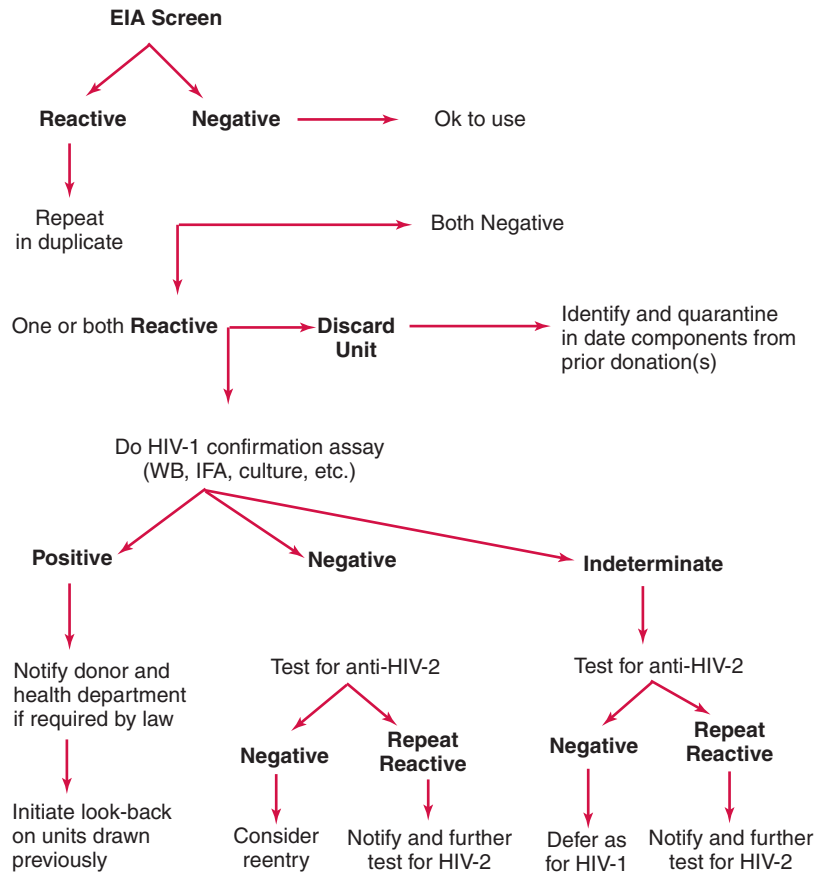 EIA Screen
Reactive
Negative
Ok to use
Repeat
in duplicate
Both Negative
One or both Reactive
Discard
Unit
Identify and quarantine
in date components from
prior donation(s)
Do HIV-1 confirmation assay
(WB, IFA, culture, etc.)
Positive
Negative
Indeterminate
Notify donor and
health department
if required by law
Test for anti-HIV-2
Test for anti-HIV-2
Negative
Repeat
Reactive
Negative
Repeat
Reactive
Initiate look-back
on units drawn
previously
Consider
reentry
Notify and further
test for HIV-2
Defer as
for HIV-1
Notify and further
test for HIV-2